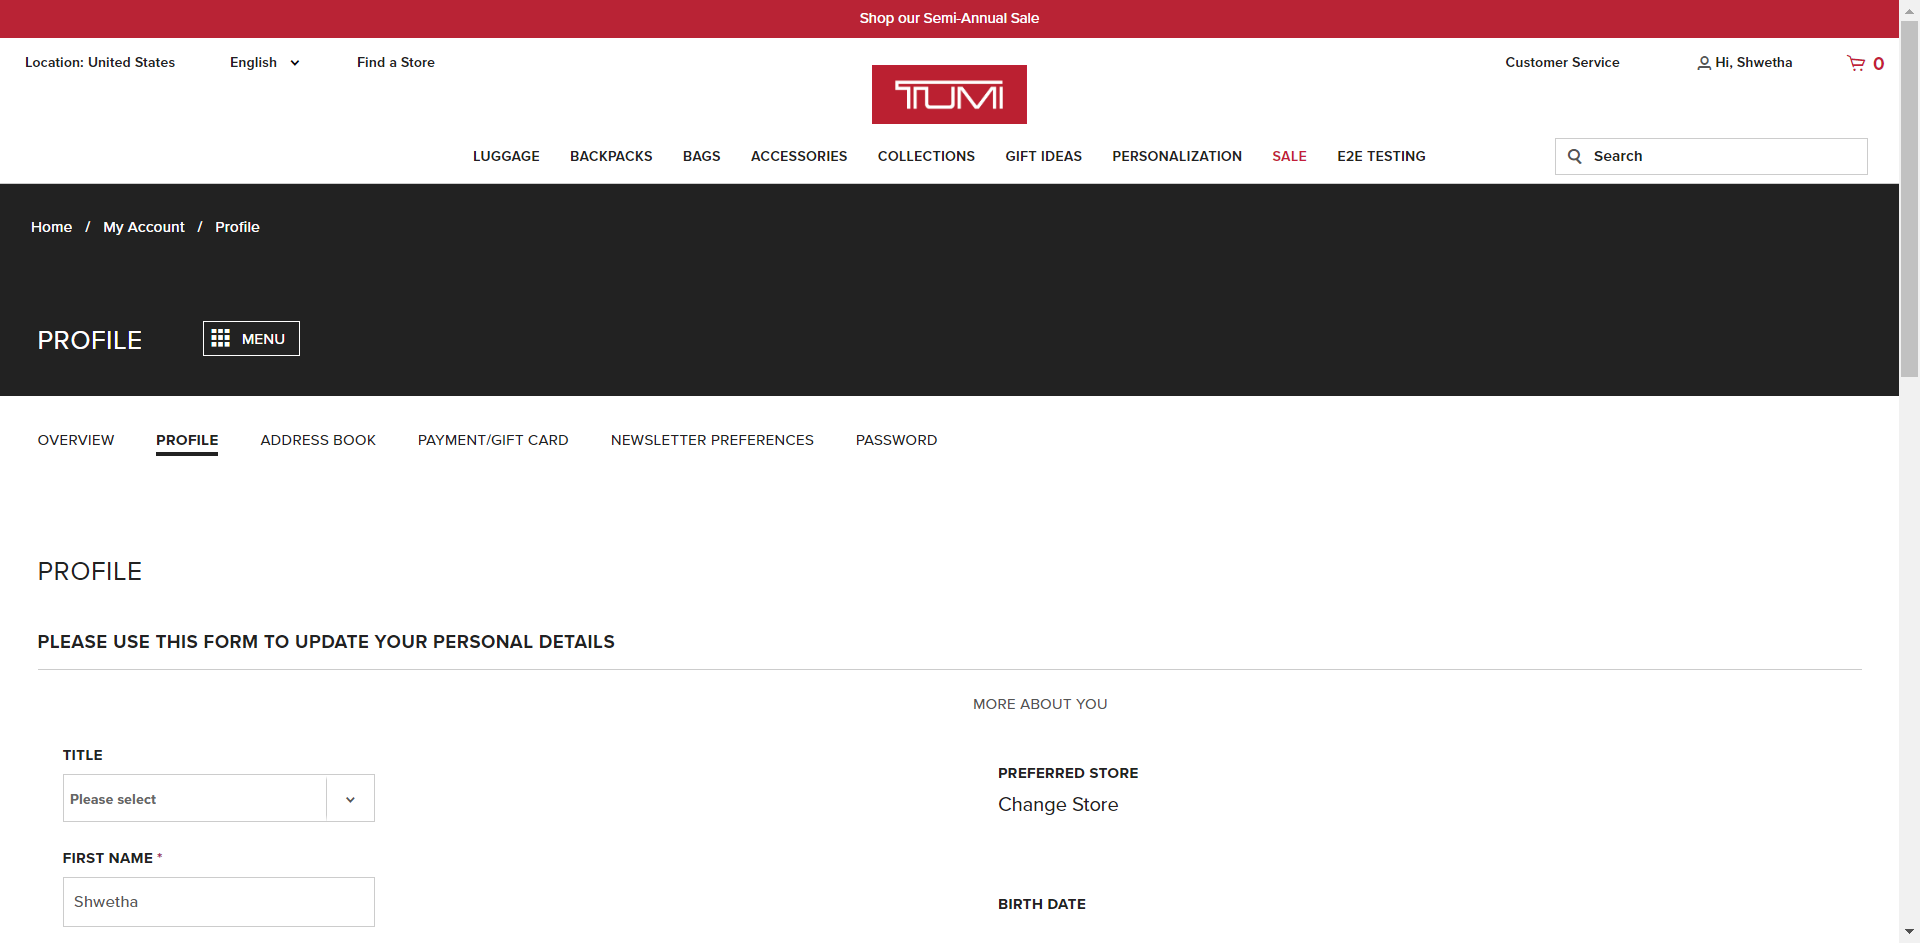 Shop our Semi-Annual Sale
Location: United States English Find a Store Customer Service Hi, Shwetha 0
TUMI
LUGGAGE BACKPACKS BAGS ACCESSORIES COLLECTIONS GIFT IDEAS PERSONALIZATION SALE E2E TESTING Search
Home / My Account / Profile
PROFILE MENU
OVERVIEW PROFILE ADDRESS BOOK PAYMENT/GIFT CARD NEWSLETTER PREFERENCES PASSWORD
PROFILE
PLEASE USE THIS FORM TO UPDATE YOUR PERSONAL DETAILS
MORE ABOUT YOU
TITLE
Please select
PREFERRED STORE
Change Store
FIRST NAME *
Shwetha
BIRTH DATE